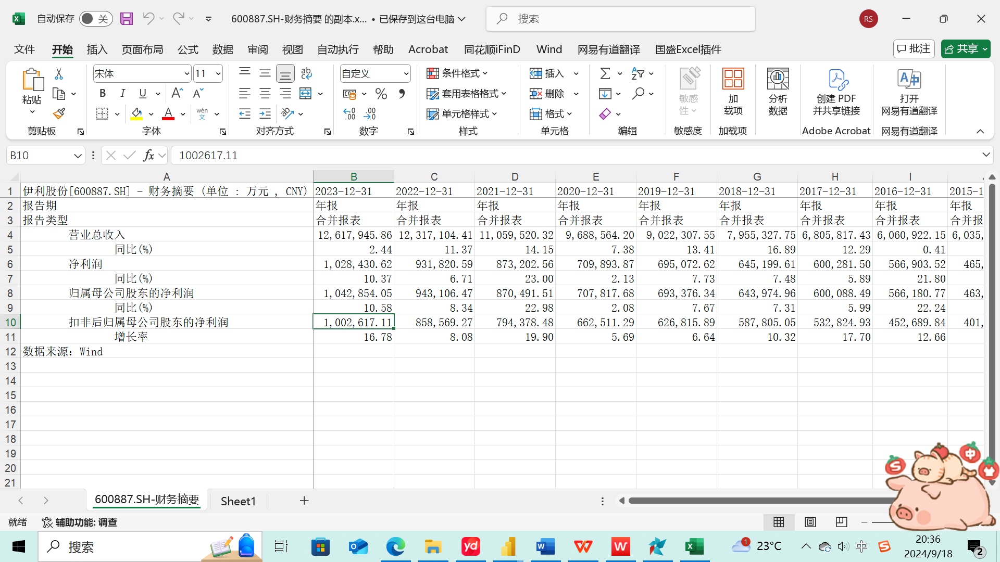 自动保存 关 600887.SH-财务摘要 的副本.x... • 已保存到这台电脑 搜索 RS
文件 开始 插入 页面布局 公式 数据 审阅 视图 自动执行 帮助 Acrobat 同花顺iFinD Wind 网易有道翻译 国盛Excel插件 批注 共享
宋体 11 自定义 条件格式 插入
粘贴 B I U A A % 套用表格格式 删除 敏感 加 分析 创建 PDF 打开
性 载项 数据 并共享链接 网易有道翻译
A wén 文 单元格样式 格式
剪贴板 字体 对齐方式 数字 样式 单元格 编辑 敏感度 加载项 Adobe Acrobat 网易有道翻译
B10 fx 1002617.11
A B C D E F G H I
1 伊利股份[600887.SH] - 财务摘要 (单位 : 万元 , CNY) 2023-12-31 2022-12-31 2021-12-31 2020-12-31 2019-12-31 2018-12-31 2017-12-31 2016-12-31 2015-1
2 报告期 年报 年报 年报 年报 年报 年报 年报 年报 年报
3 报告类型 合并报表 合并报表 合并报表 合并报表 合并报表 合并报表 合并报表 合并报表 合并报
4 营业总收入 12,617,945.86 12,317,104.41 11,059,520.32 9,688,564.20 9,022,307.55 7,955,327.75 6,805,817.43 6,060,922.15 6,035,
5 同比(%) 2.44 11.37 14.15 7.38 13.41 16.89 12.29 0.41
6 净利润 1,028,430.62 931,820.59 873,202.56 709,893.87 695,072.62 645,199.61 600,281.50 566,903.52 465,
7 同比(%) 10.37 6.71 23.00 2.13 7.73 7.48 5.89 21.80
8 归属母公司股东的净利润 1,042,854.05 943,106.47 870,491.51 707,817.68 693,376.34 643,974.96 600,088.49 566,180.77 463,
9 同比(%) 10.58 8.34 22.98 2.08 7.67 7.31 5.99 22.24
10 扣非后归属母公司股东的净利润 1,002,617.11 858,569.27 794,378.48 662,511.29 626,815.89 587,805.05 532,824.93 452,689.84 401,
11 增长率 16.78 8.08 19.90 5.69 6.64 10.32 17.70 12.66
12 数据来源：Wind
13
14
15
16
17
18
19
20
21
600887.SH-财务摘要 Sheet1
就绪 辅助功能: 调查
搜索 yd W W 1 23°C 中 S 20:36
2024/9/18 2